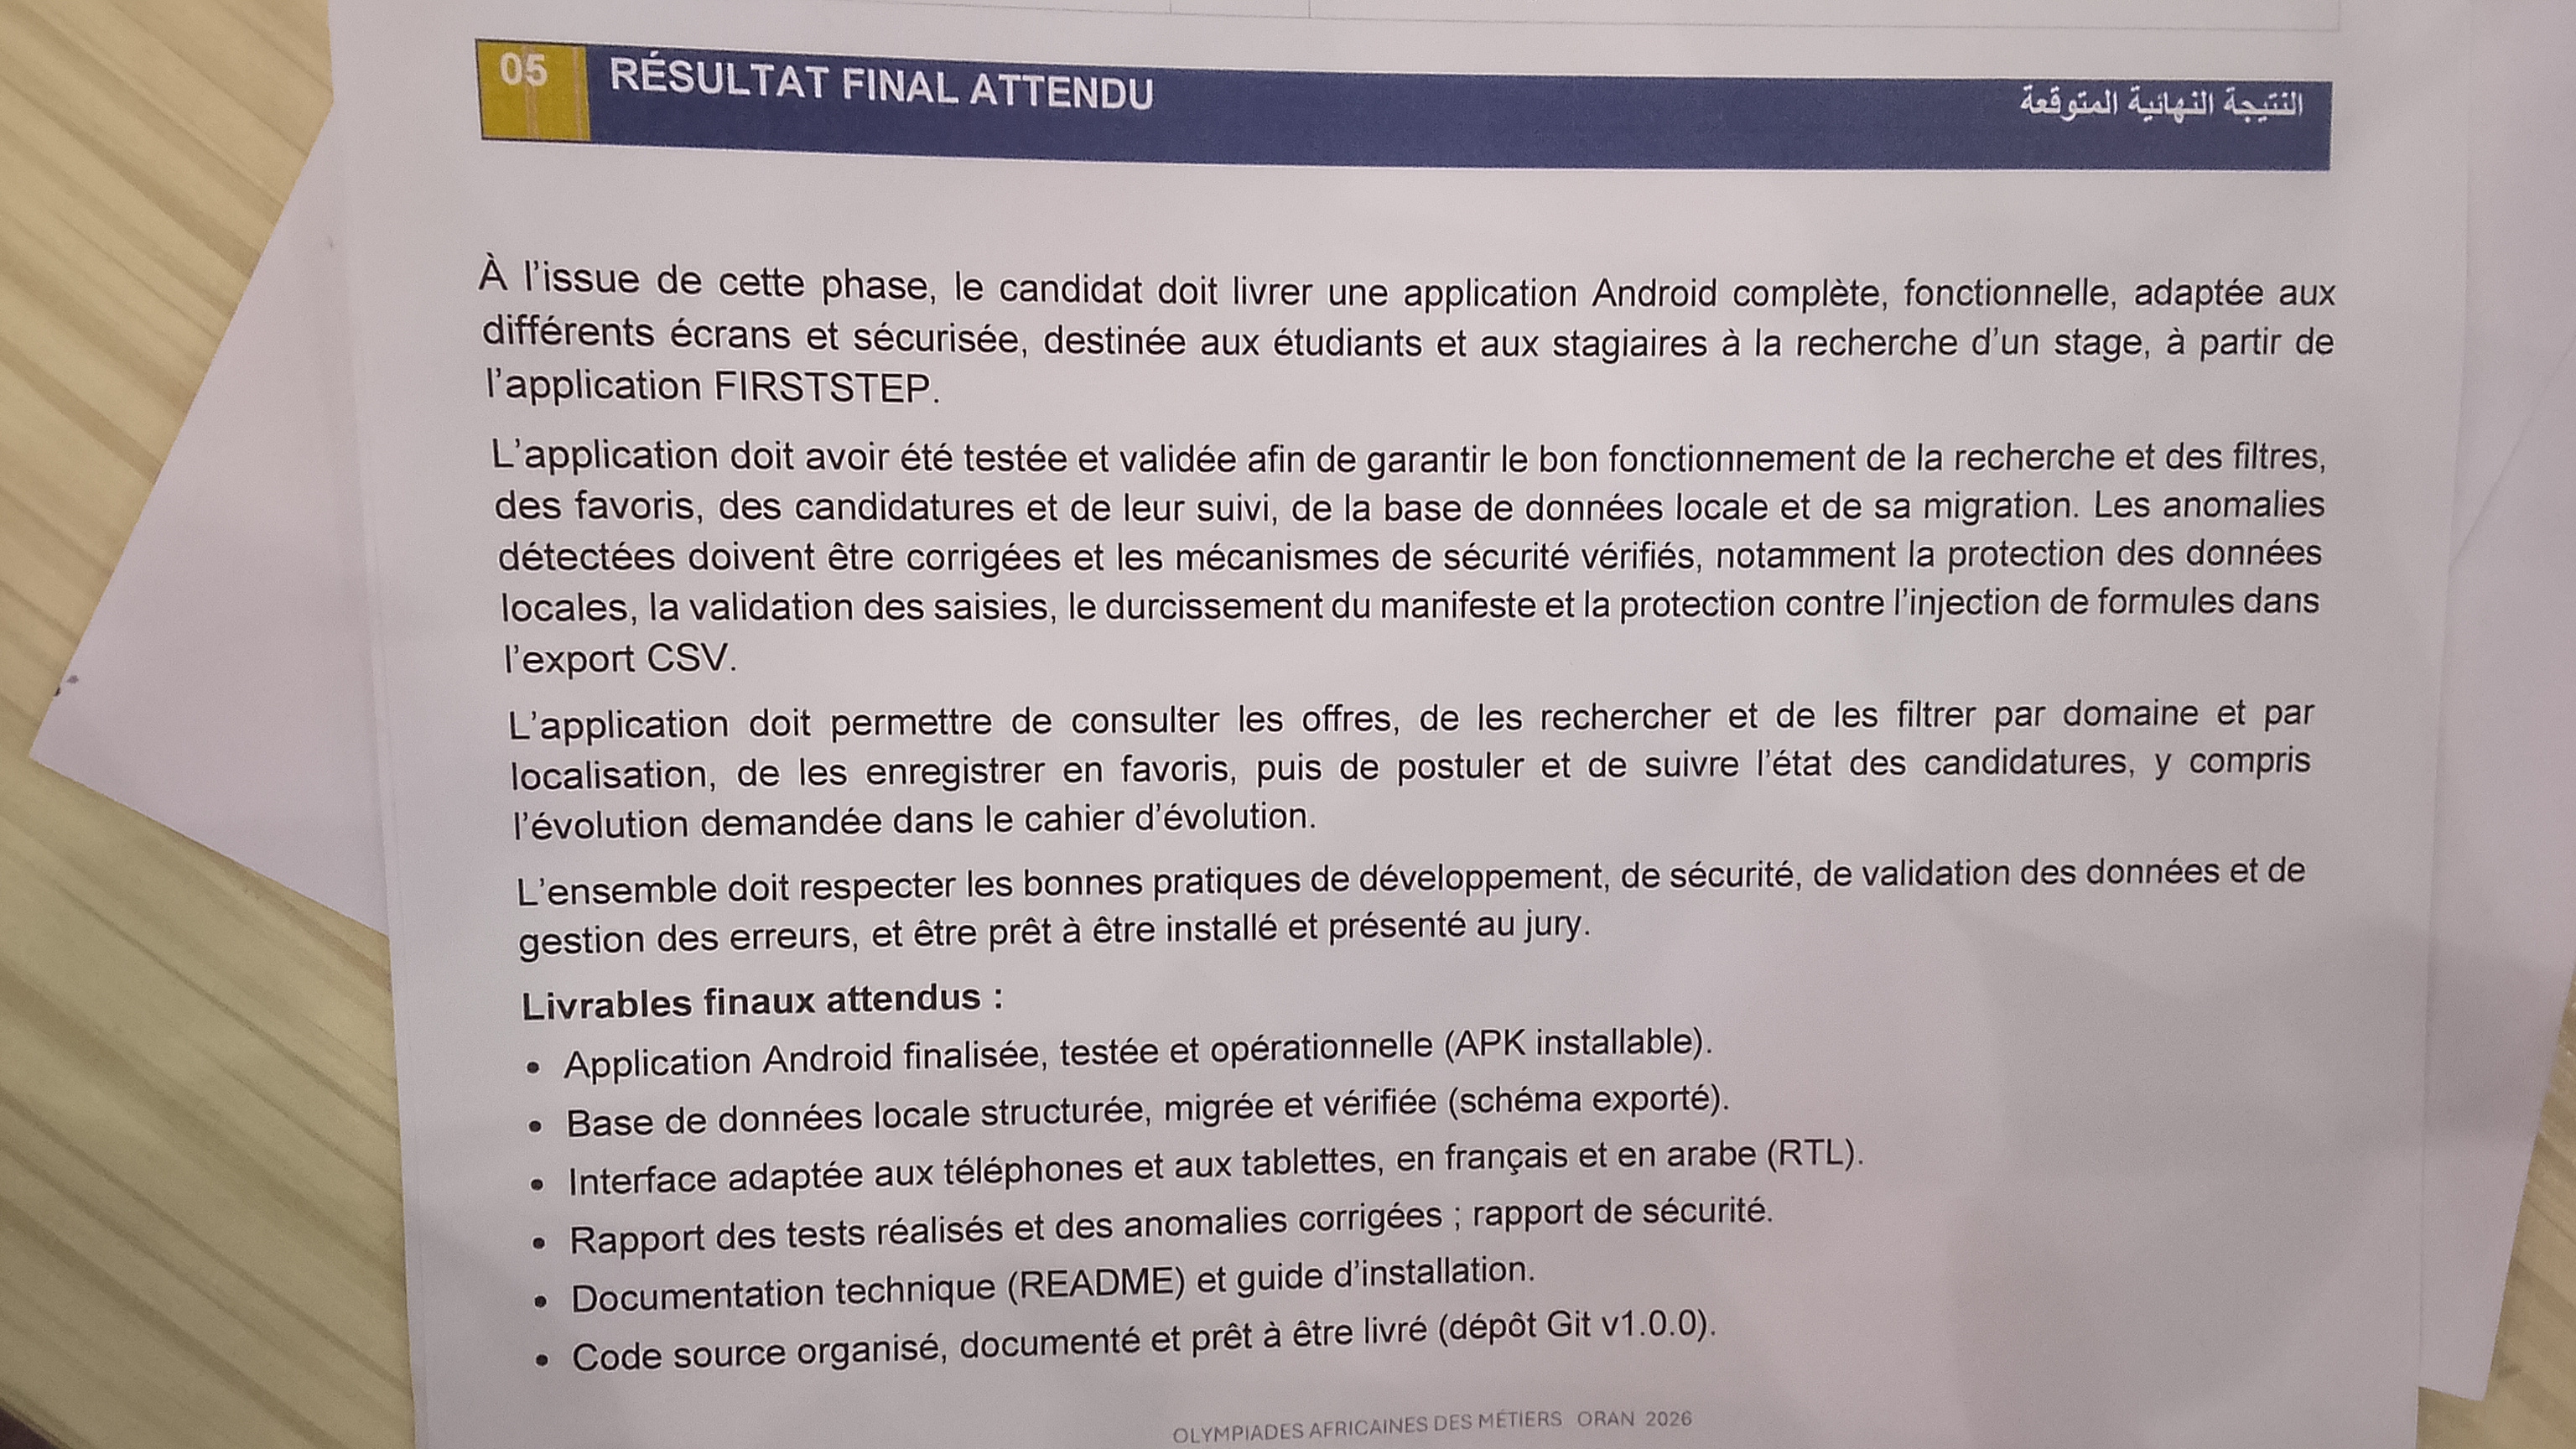 05 RÉSULTAT FINAL ATTENDU النتيجة النهائية المتوقعة
À l’issue de cette phase, le candidat doit livrer une application Android complète, fonctionnelle, adaptée aux
différents écrans et sécurisée, destinée aux étudiants et aux stagiaires à la recherche d’un stage, à partir de
l’application FIRSTSTEP.
L’application doit avoir été testée et validée afin de garantir le bon fonctionnement de la recherche et des filtres,
des favoris, des candidatures et de leur suivi, de la base de données locale et de sa migration. Les anomalies
détectées doivent être corrigées et les mécanismes de sécurité vérifiés, notamment la protection des données
locales, la validation des saisies, le durcissement du manifeste et la protection contre l’injection de formules dans
l’export CSV.
L’application doit permettre de consulter les offres, de les rechercher et de les filtrer par domaine et par
localisation, de les enregistrer en favoris, puis de postuler et de suivre l’état des candidatures, y compris
l’évolution demandée dans le cahier d’évolution.
L’ensemble doit respecter les bonnes pratiques de développement, de sécurité, de validation des données et de
gestion des erreurs, et être prêt à être installé et présenté au jury.
Livrables finaux attendus :
• Application Android finalisée, testée et opérationnelle (APK installable).
• Base de données locale structurée, migrée et vérifiée (schéma exporté).
• Interface adaptée aux téléphones et aux tablettes, en français et en arabe (RTL).
• Rapport des tests réalisés et des anomalies corrigées ; rapport de sécurité.
• Documentation technique (README) et guide d’installation.
• Code source organisé, documenté et prêt à être livré (dépôt Git v1.0.0).
OLYMPIADES AFRICAINES DES MÉTIERS ORAN 2026